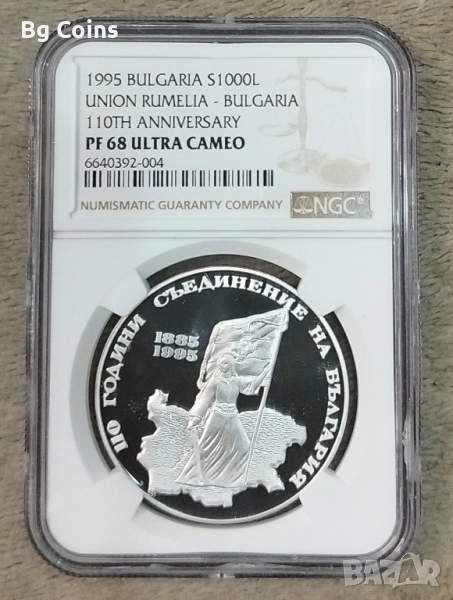 Bg Coins
1995 BULGARIA S1000L
UNION RUMELIA - BULGARIA
110TH ANNIVERSARY
PF 68 ULTRA CAMEO
6640392-004
NUMISMATIC GUARANTY COMPANY
NGC
110 ГОДИНИ СЪЕДИНЕНИЕ НА БЪЛГАРИЯ
1885
1995
BAZAR